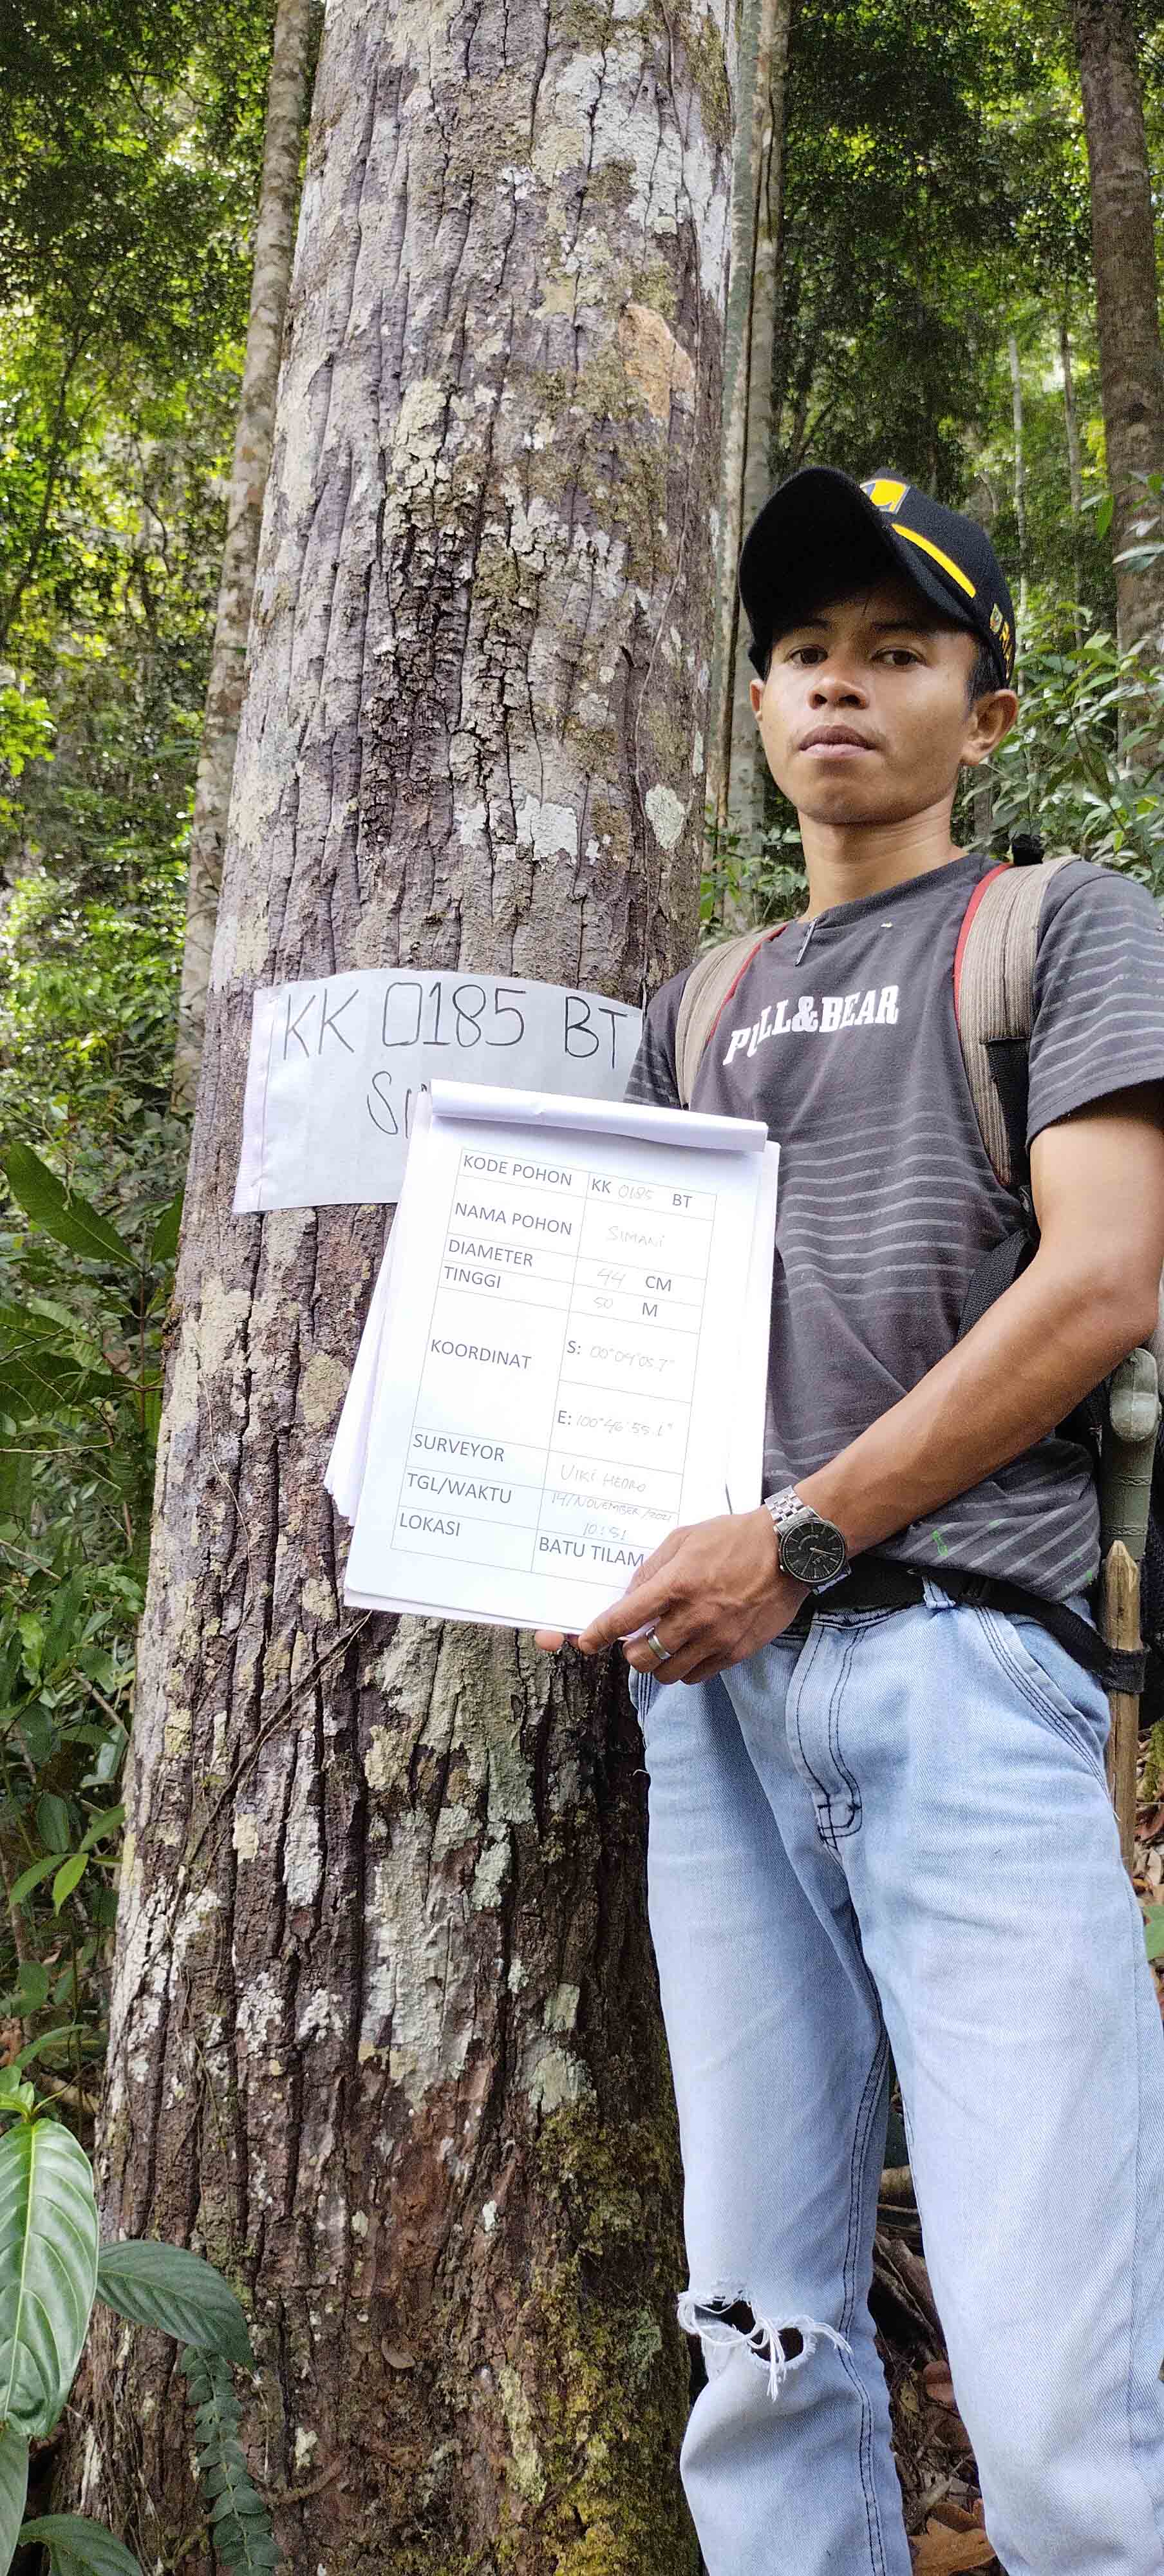 KK 0185 BT
PULL&BEAR
KODE POHON KK 0185 BT
NAMA POHON SIMANI
DIAMETER 44 CM
TINGGI 50 M
KOORDINAT
S: 00°04'05.7"
E: 100°46'55.1"
SURVEYOR VIKI HENDRO
TGL/WAKTU 14/NOVEMBER/2021
10:51
LOKASI BATU TILAM